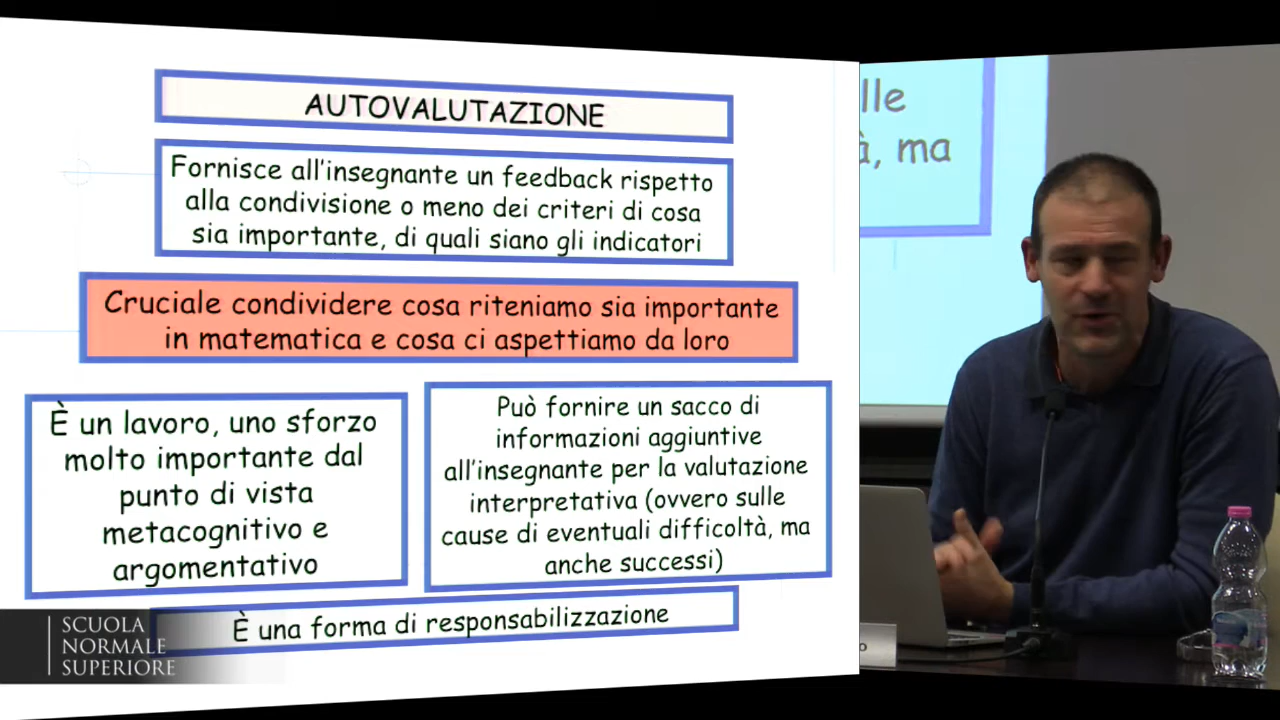 AUTOVALUTAZIONE
Fornisce all'insegnante un feedback rispetto
alla condivisione o meno dei criteri di cosa
sia importante, di quali siano gli indicatori
Cruciale condividere cosa riteniamo sia importante
in matematica e cosa ci aspettiamo da loro
È un lavoro, uno sforzo
molto importante dal
punto di vista
metacognitivo e
argomentativo
Può fornire un sacco di
informazioni aggiuntive
all'insegnante per la valutazione
interpretativa (ovvero sulle
cause di eventuali difficoltà, ma
anche successi)
È una forma di responsabilizzazione
SCUOLA
NORMALE
SUPERIORE
lle
à, ma
o